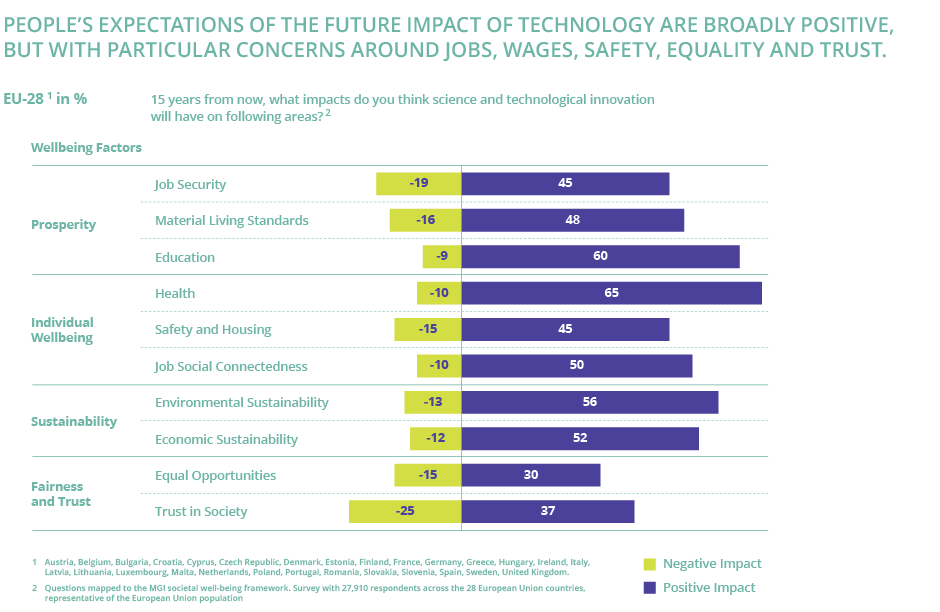 PEOPLE'S EXPECTATIONS OF THE FUTURE IMPACT OF TECHNOLOGY ARE BROADLY POSITIVE,
BUT WITH PARTICULAR CONCERNS AROUND JOBS, WAGES, SAFETY, EQUALITY AND TRUST.
EU-28 1 in %
15 years from now, what impacts do you think science and technological innovation
will have on following areas? 2
Wellbeing Factors
Prosperity
Job Security -19 45
Material Living Standards -16 48
Education -9 60
Individual
Wellbeing
Health -10 65
Safety and Housing -15 45
Job Social Connectedness -10 50
Sustainability
Environmental Sustainability -13 56
Economic Sustainability -12 52
Fairness
and Trust
Equal Opportunities -15 30
Trust in Society -25 37
1 Austria, Belgium, Bulgaria, Croatia, Cyprus, Czech Republic, Denmark, Estonia, Finland, France, Germany, Greece, Hungary, Ireland, Italy,
Latvia, Lithuania, Luxembourg, Malta, Netherlands, Poland, Portugal, Romania, Slovakia, Slovenia, Spain, Sweden, United Kingdom.
2 Questions mapped to the MGI societal well-being framework. Survey with 27,910 respondents across the 28 European Union countries,
representative of the European Union population
Negative Impact
Positive Impact